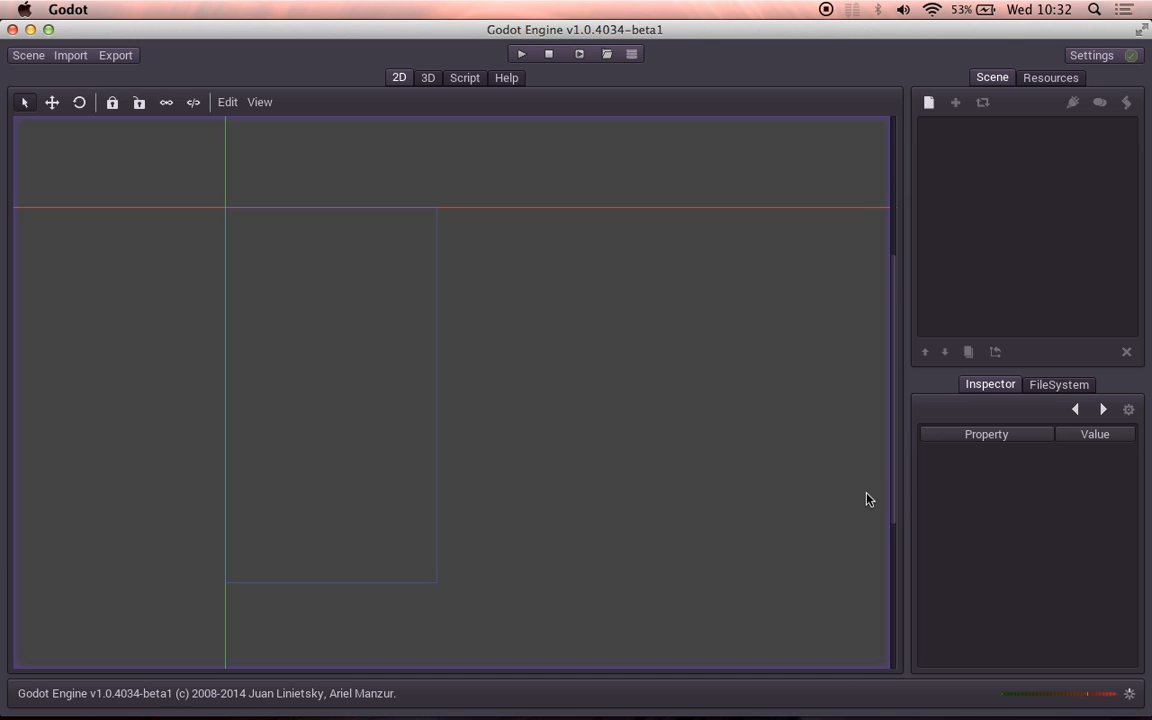 Godot 53% Wed 10:32
Godot Engine v1.0.4034-beta1
Scene Import Export Settings
2D 3D Script Help Scene Resources
Edit View
Inspector FileSystem
Property Value
Godot Engine v1.0.4034-beta1 (c) 2008-2014 Juan Linietsky, Ariel Manzur.